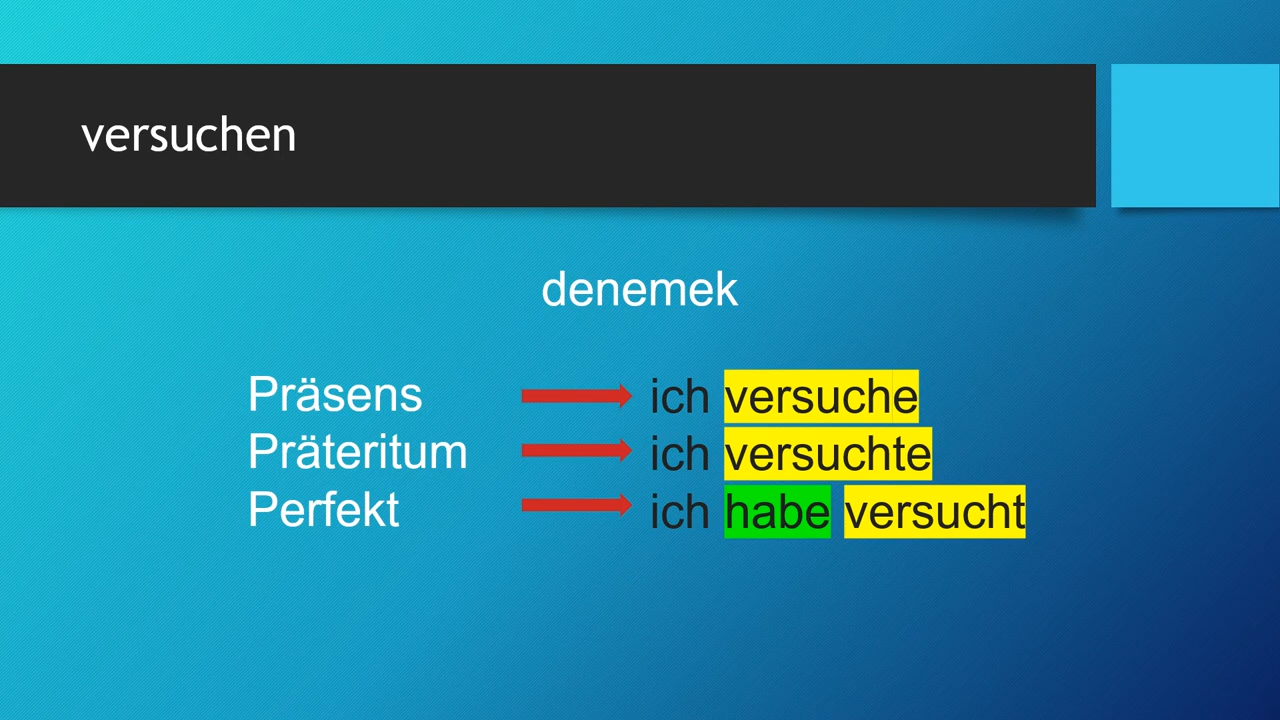 versuchen
denemek
Präsens ich versuche
Präteritum ich versuchte
Perfekt ich habe versucht